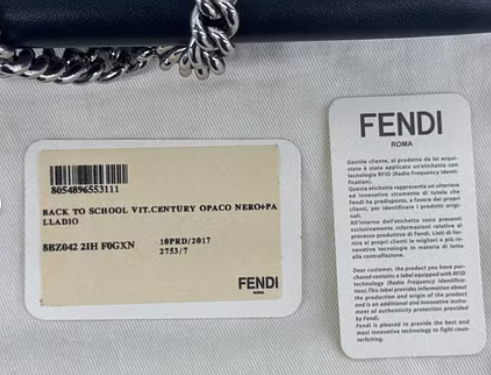 8054896553111
BACK TO SCHOOL VIT.CENTURY OPACO NERO+PA
LLADIO
8BZ042 2IH F0GXN
10PRD/2017
2753/7
FENDI
ROMA
FENDI
ROMA
Gentile cliente, al prodotto da lei acqui-
stato è stata applicata un'etichetta con
tecnologia RFID (Radio Frequency Identi-
fication).
Questa etichetta rappresenta un ulteriore
ed innovativo strumento di tutela che
Fendi ha predisposto, a favore dei propri
clienti, per identificare i prodotti origi-
nali.
All'interno dell'etichetta sono presenti
esclusivamente informazioni relative al
processo produttivo di Fendi. Lieti di for-
nire ai propri clienti la migliore e più in-
novativa tecnologia in materia di lotta
alla contraffazione.
Dear customer, the product you have pur-
chased contains a label equipped with RFID
technology (Radio Frequency Identifica-
tion). This label provides information about
the production and origin of the product
and is an additional and innovative instru-
ment of authenticity protection provided
by Fendi.
Fendi is pleased to provide the best and
most innovative technology to fight coun-
terfeiting.